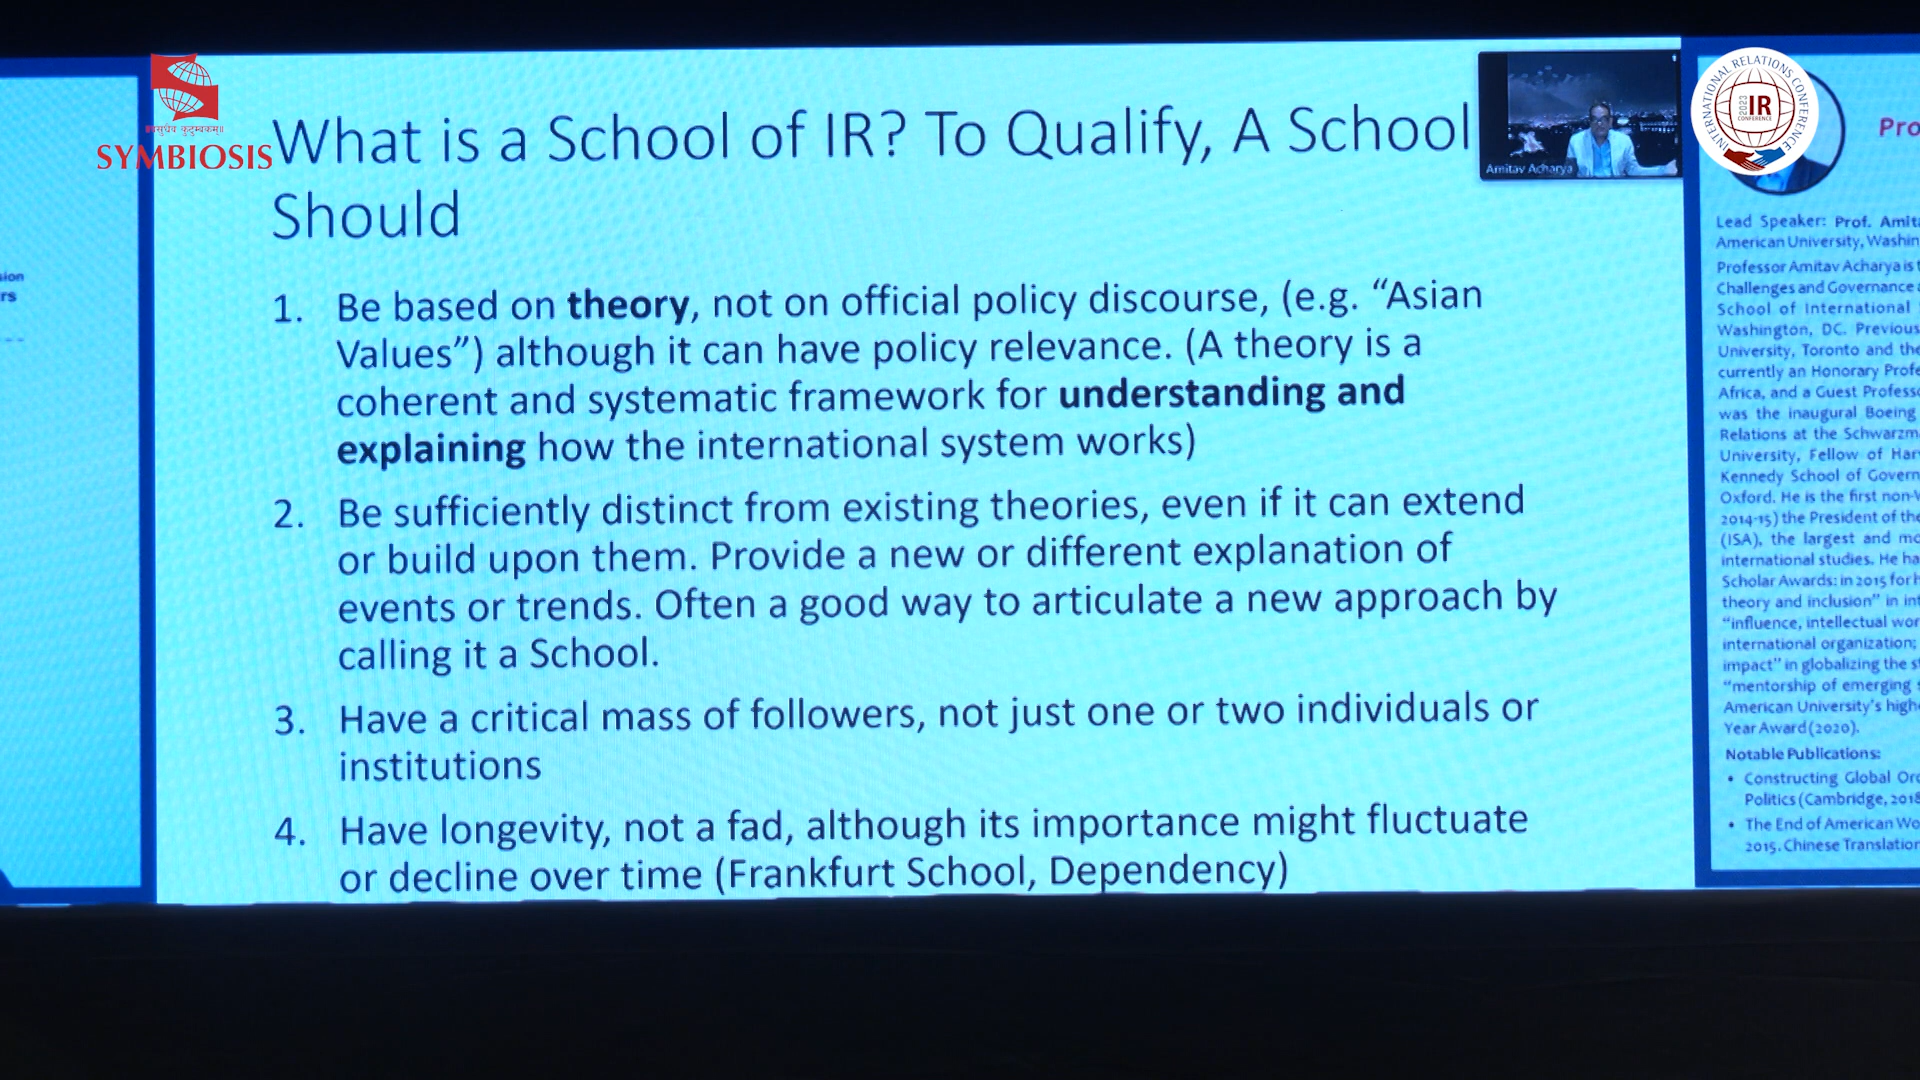 sion
rs
॥वसुधैव कुटुम्बकम्॥
SYMBIOSIS
What is a School of IR? To Qualify, A School
Should
1. Be based on theory, not on official policy discourse, (e.g. “Asian
Values”) although it can have policy relevance. (A theory is a
coherent and systematic framework for understanding and
explaining how the international system works)
2. Be sufficiently distinct from existing theories, even if it can extend
or build upon them. Provide a new or different explanation of
events or trends. Often a good way to articulate a new approach by
calling it a School.
3. Have a critical mass of followers, not just one or two individuals or
institutions
4. Have longevity, not a fad, although its importance might fluctuate
or decline over time (Frankfurt School, Dependency)
Amitav Acharya
INTERNATIONAL RELATIONS CONFERENCE
2023 IR
CONFERENCE
Pro
Lead Speaker: Prof. Amit
American University, Washin
Professor Amitav Acharya is t
Challenges and Governance
School of International
Washington, DC. Previous
University, Toronto and the
currently an Honorary Profe
Africa, and a Guest Profess
was the inaugural Boeing
Relations at the Schwarzm
University, Fellow of Har
Kennedy School of Govern
Oxford. He is the first non-
2014-15) the President of the
(ISA), the largest and mo
international studies. He ha
Scholar Awards: in 2015 for h
theory and inclusion” in int
“influence, intellectual wor
international organization;
impact” in globalizing the s
“mentorship of emerging
American University's high
Year Award (2020).
Notable Publications:
• Constructing Global Ord
Politics (Cambridge, 2018
• The End of American Wo
2015. Chinese Translation